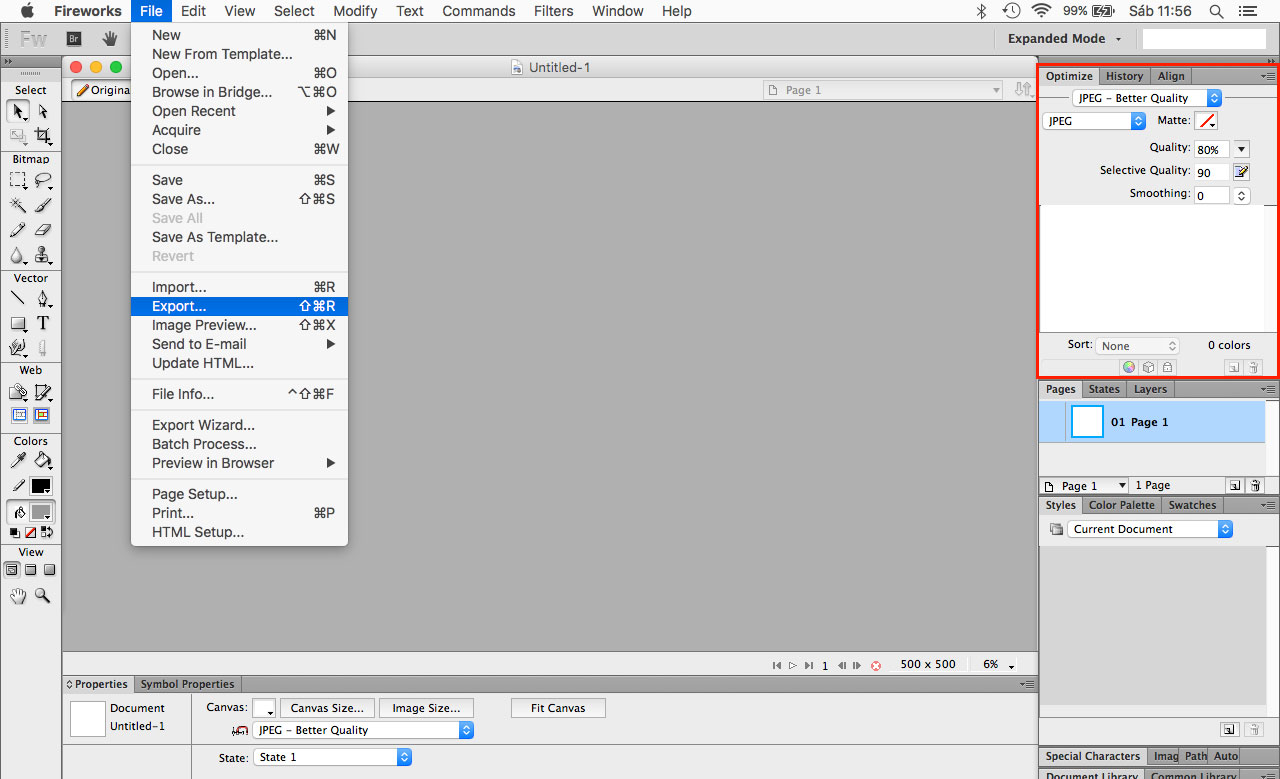 Fireworks File Edit View Select Modify Text Commands Filters Window Help 99% Sáb 11:56
Fw Br Expanded Mode
Untitled-1
Origina Page 1
New ⌘N
New From Template...
Open... ⌘O
Browse in Bridge... ⌥⌘O
Open Recent
Acquire
Close ⌘W
Save ⌘S
Save As... ⇧⌘S
Save All
Save As Template...
Revert
Import... ⌘R
Export... ⇧⌘R
Image Preview... ⇧⌘X
Send to E-mail
Update HTML...
File Info... ^⇧⌘F
Export Wizard...
Batch Process...
Preview in Browser
Page Setup...
Print... ⌘P
HTML Setup...
Select
Bitmap
Vector
T
Web
Colors
View
Optimize History Align
JPEG – Better Quality
JPEG Matte:
Quality: 80%
Selective Quality: 90
Smoothing: 0
Sort: None 0 colors
Pages States Layers
01 Page 1
Page 1 1 Page
Styles Color Palette Swatches
Current Document
1 500 x 500 6%
Properties Symbol Properties
Document
Untitled-1
Canvas: Canvas Size... Image Size... Fit Canvas
JPEG – Better Quality
State: State 1
Special Characters Imag Path Auto
Document Library Common Library